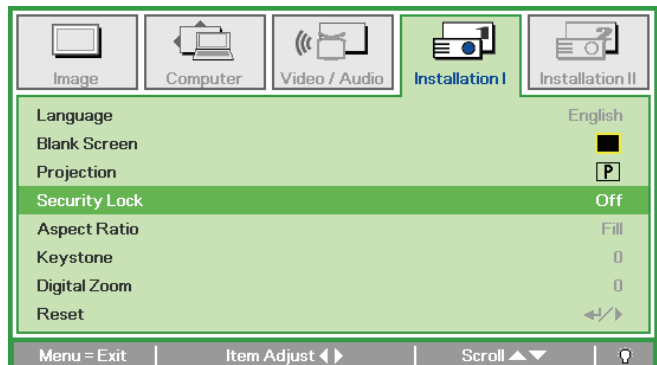 Image Computer Video / Audio Installation I Installation II
Language English
Blank Screen
Projection P
Security Lock Off
Aspect Ratio Fill
Keystone 0
Digital Zoom 0
Reset
Menu = Exit Item Adjust Scroll